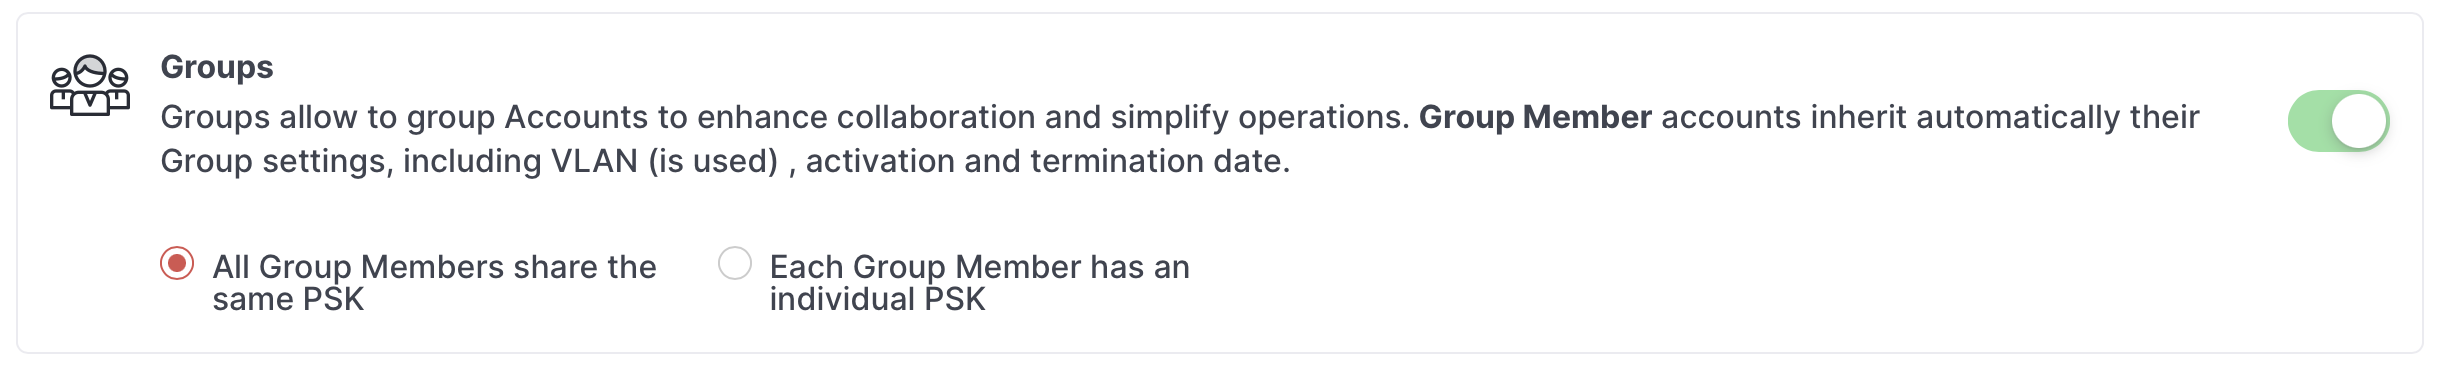 Groups
Groups allow to group Accounts to enhance collaboration and simplify operations. Group Member accounts inherit automatically their
Group settings, including VLAN (is used) , activation and termination date.
All Group Members share the
same PSK
Each Group Member has an
individual PSK